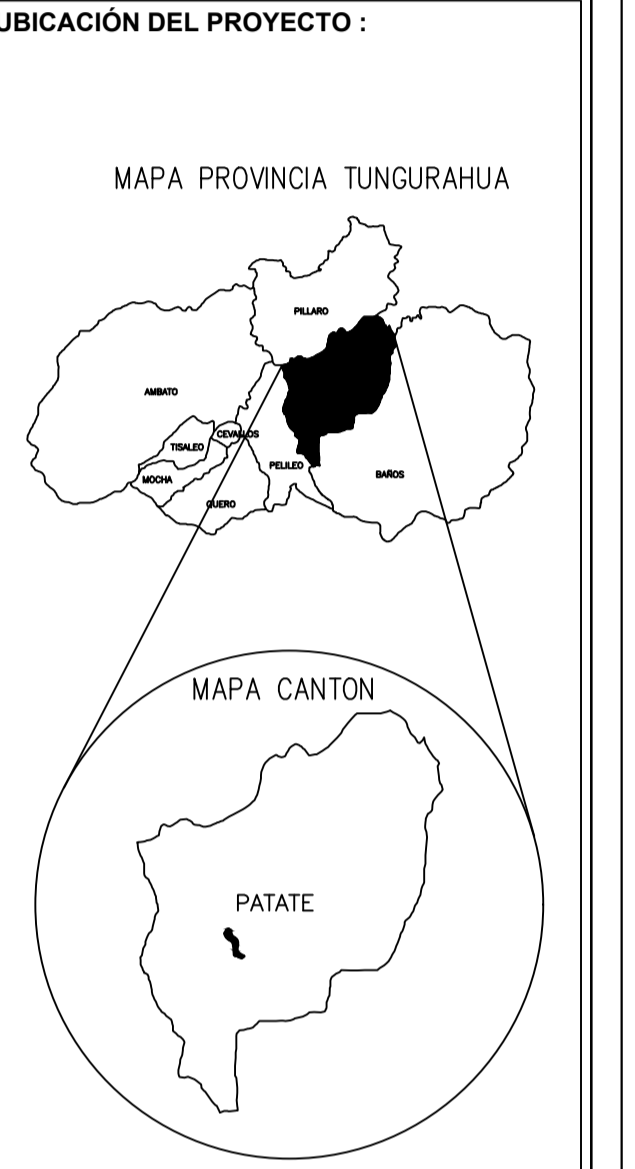 UBICACIÓN DEL PROYECTO :
MAPA PROVINCIA TUNGURAHUA
PILLARO
AMBATO
CEVALLOS
TISALEO
PELILEO
BAÑOS
MOCHA
QUERO
MAPA CANTON
PATATE